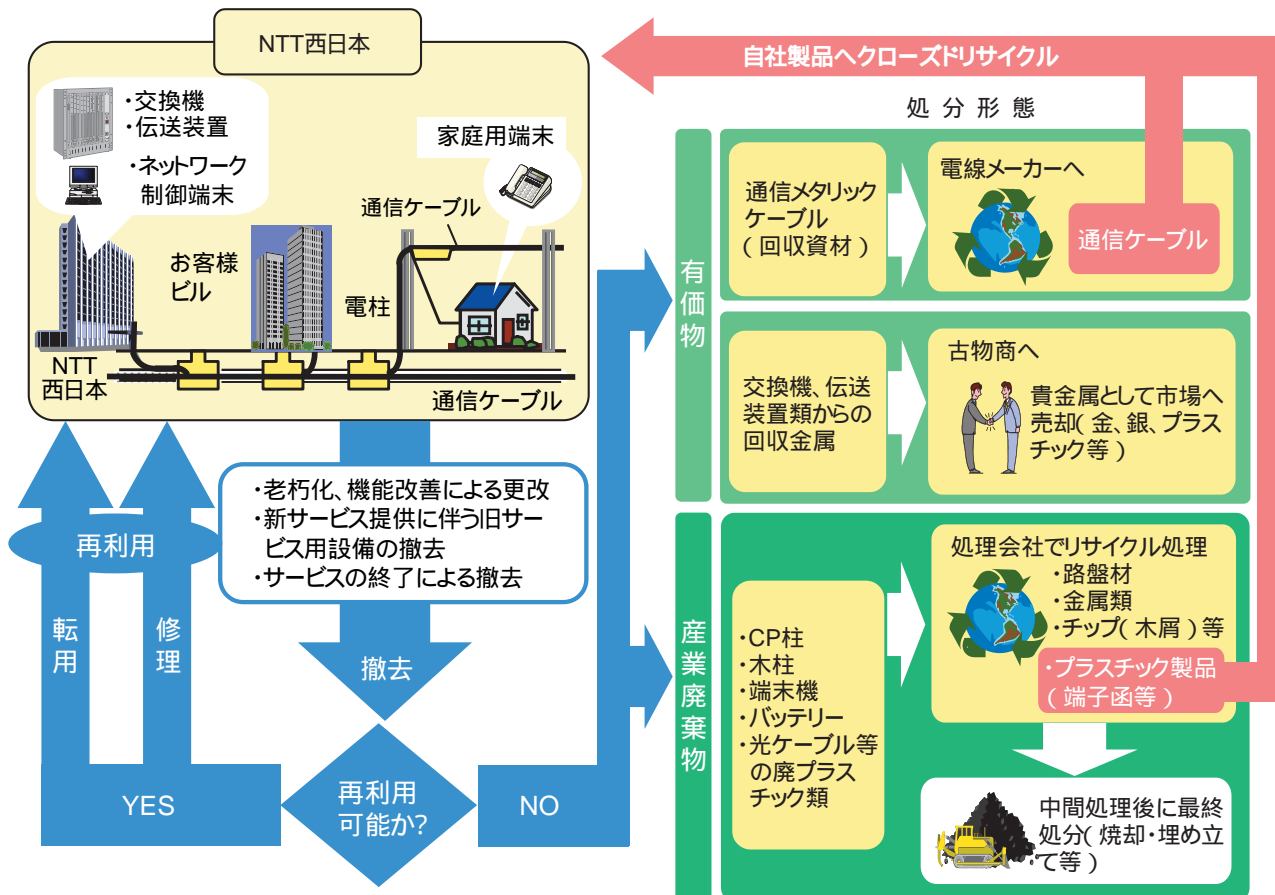 NTT西日本
・交換機
・伝送装置
・ネットワーク
制御端末
家庭用端末
通信ケーブル
お客様
ビル
電柱
NTT
西日本
通信ケーブル
・老朽化、機能改善による更改
・新サービス提供に伴う旧サー
ビス用設備の撤去
・サービスの終了による撤去
再利用
転用
修理
撤去
再利用
可能か?
YES
NO
自社製品へクローズドリサイクル
処分形態
有価物
通信メタリック
ケーブル
(回収資材)
電線メーカーへ
通信ケーブル
交換機、伝送
装置類からの
回収金属
古物商へ
貴金属として市場へ
売却(金、銀、プラス
チック等)
産業廃棄物
・CP柱
・木柱
・端末機
・バッテリー
・光ケーブル等
の廃プラス
チック類
処理会社でリサイクル処理
・路盤材
・金属類
・チップ(木屑)等
・プラスチック製品
(端子函等)
中間処理後に最終
処分(焼却・埋め立
て等)